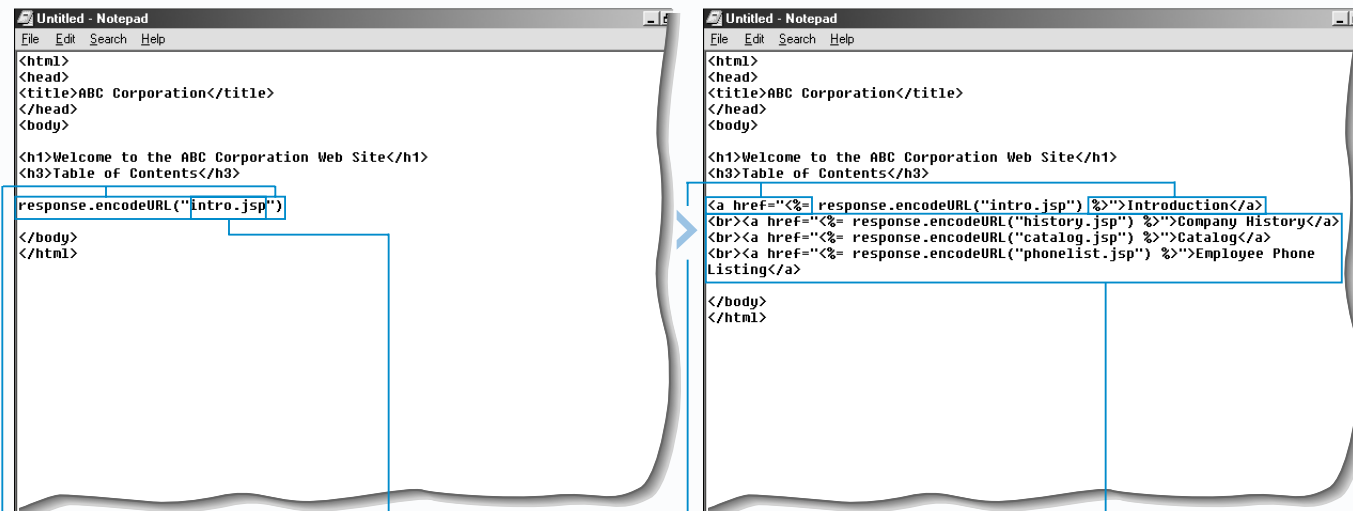 Untitled - Notepad
File Edit Search Help
<html>
<head>
<title>ABC Corporation</title>
</head>
<body>
<h1>Welcome to the ABC Corporation Web Site</h1>
<h3>Table of Contents</h3>
response.encodeURL("intro.jsp")
</body>
</html>
Untitled - Notepad
File Edit Search Help
<html>
<head>
<title>ABC Corporation</title>
</head>
<body>
<h1>Welcome to the ABC Corporation Web Site</h1>
<h3>Table of Contents</h3>
<a href="<%= response.encodeURL("intro.jsp") %>">Introduction</a>
<br><a href="<%= response.encodeURL("history.jsp") %>">Company History</a>
<br><a href="<%= response.encodeURL("catalog.jsp") %>">Catalog</a>
<br><a href="<%= response.encodeURL("phonelist.jsp") %>">Employee Phone
Listing</a>
</body>
</html>